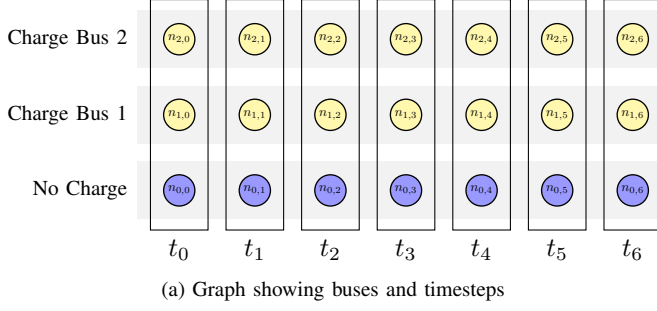 Charge Bus 2 n2,0 n2,1 n2,2 n2,3 n2,4 n2,5 n2,6
Charge Bus 1 n1,0 n1,1 n1,2 n1,3 n1,4 n1,5 n1,6
No Charge n0,0 n0,1 n0,2 n0,3 n0,4 n0,5 n0,6
t0 t1 t2 t3 t4 t5 t6
(a) Graph showing buses and timesteps